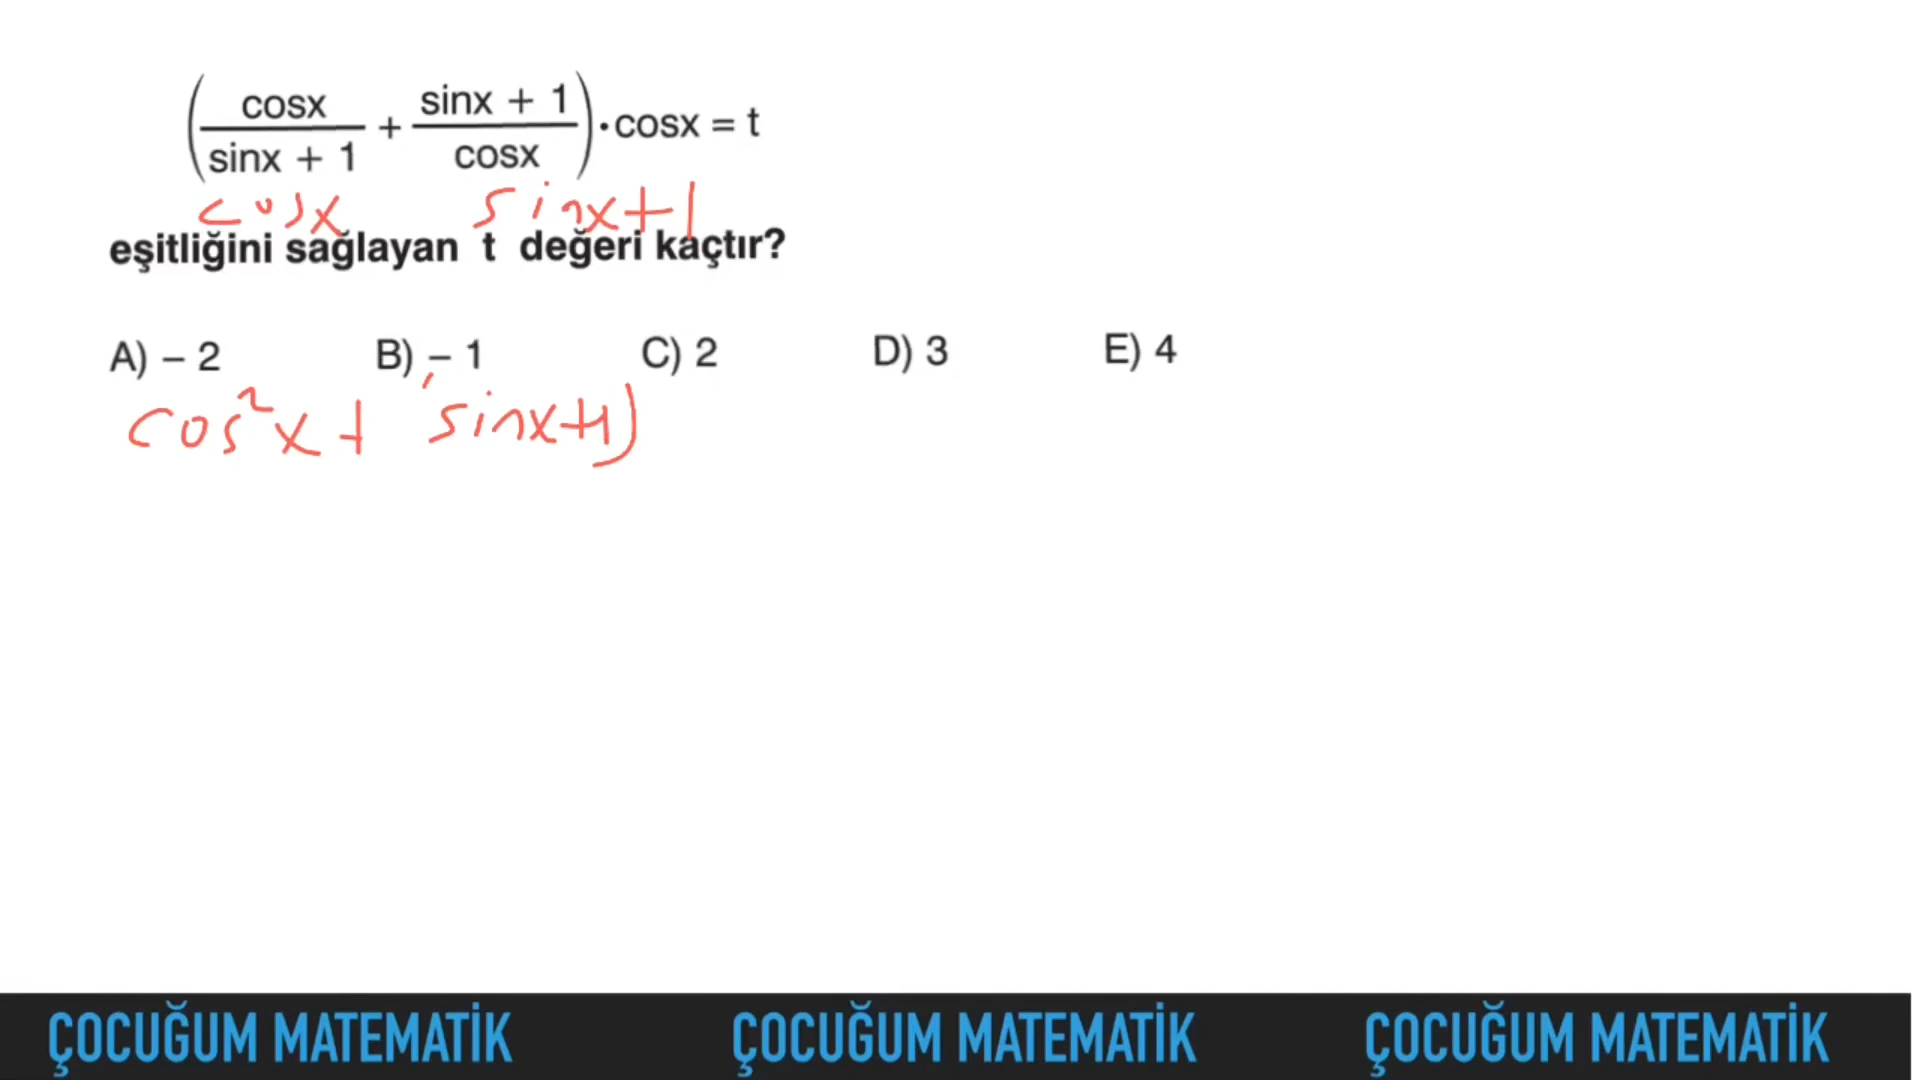 (cosx/(sinx + 1) + (sinx + 1)/cosx)·cosx = t
cosx sinx+1
eşitliğini sağlayan t değeri kaçtır?
A) – 2 B) – 1 C) 2 D) 3 E) 4
cos²x + (sinx+1)
ÇOCUĞUM MATEMATİK ÇOCUĞUM MATEMATİK ÇOCUĞUM MATEMATİK